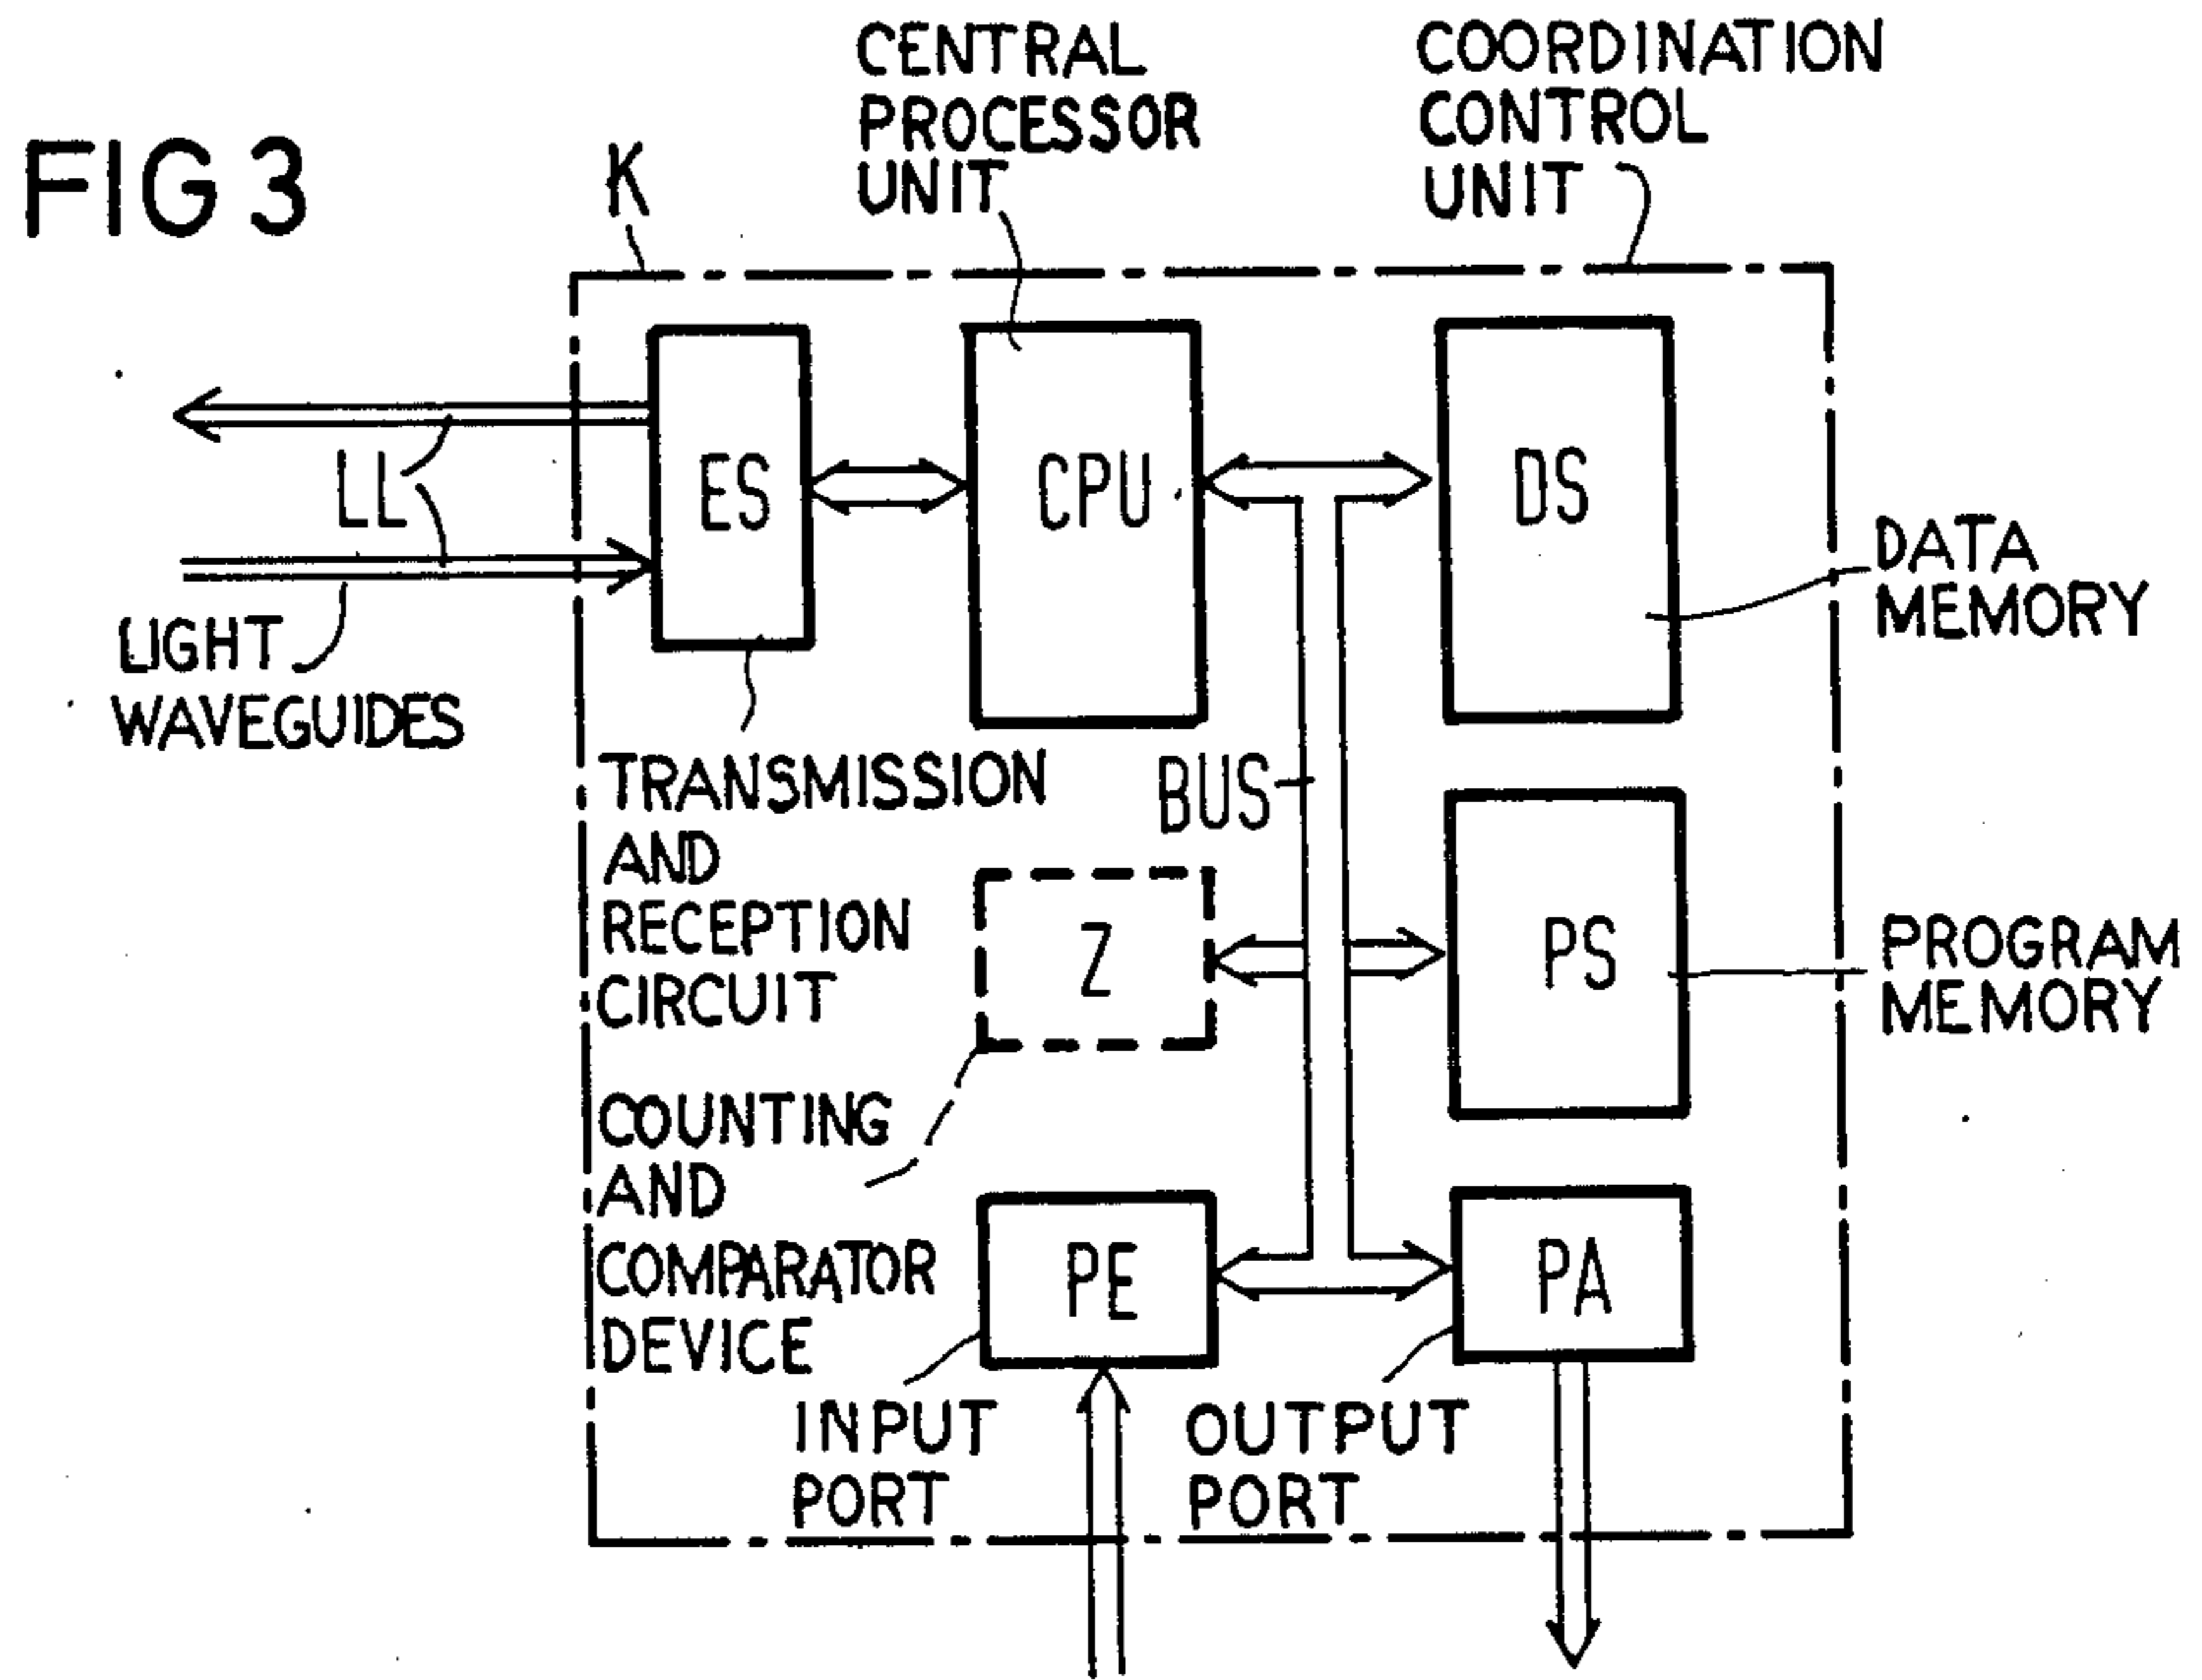 FIG 3
K
CENTRAL
PROCESSOR
UNIT
COORDINATION
CONTROL
UNIT
ES
CPU
DS
LL
LIGHT
WAVEGUIDES
DATA
MEMORY
TRANSMISSION
AND
RECEPTION
CIRCUIT
BUS
Z
PS
PROGRAM
MEMORY
COUNTING
AND
COMPARATOR
DEVICE
PE
PA
INPUT
PORT
OUTPUT
PORT